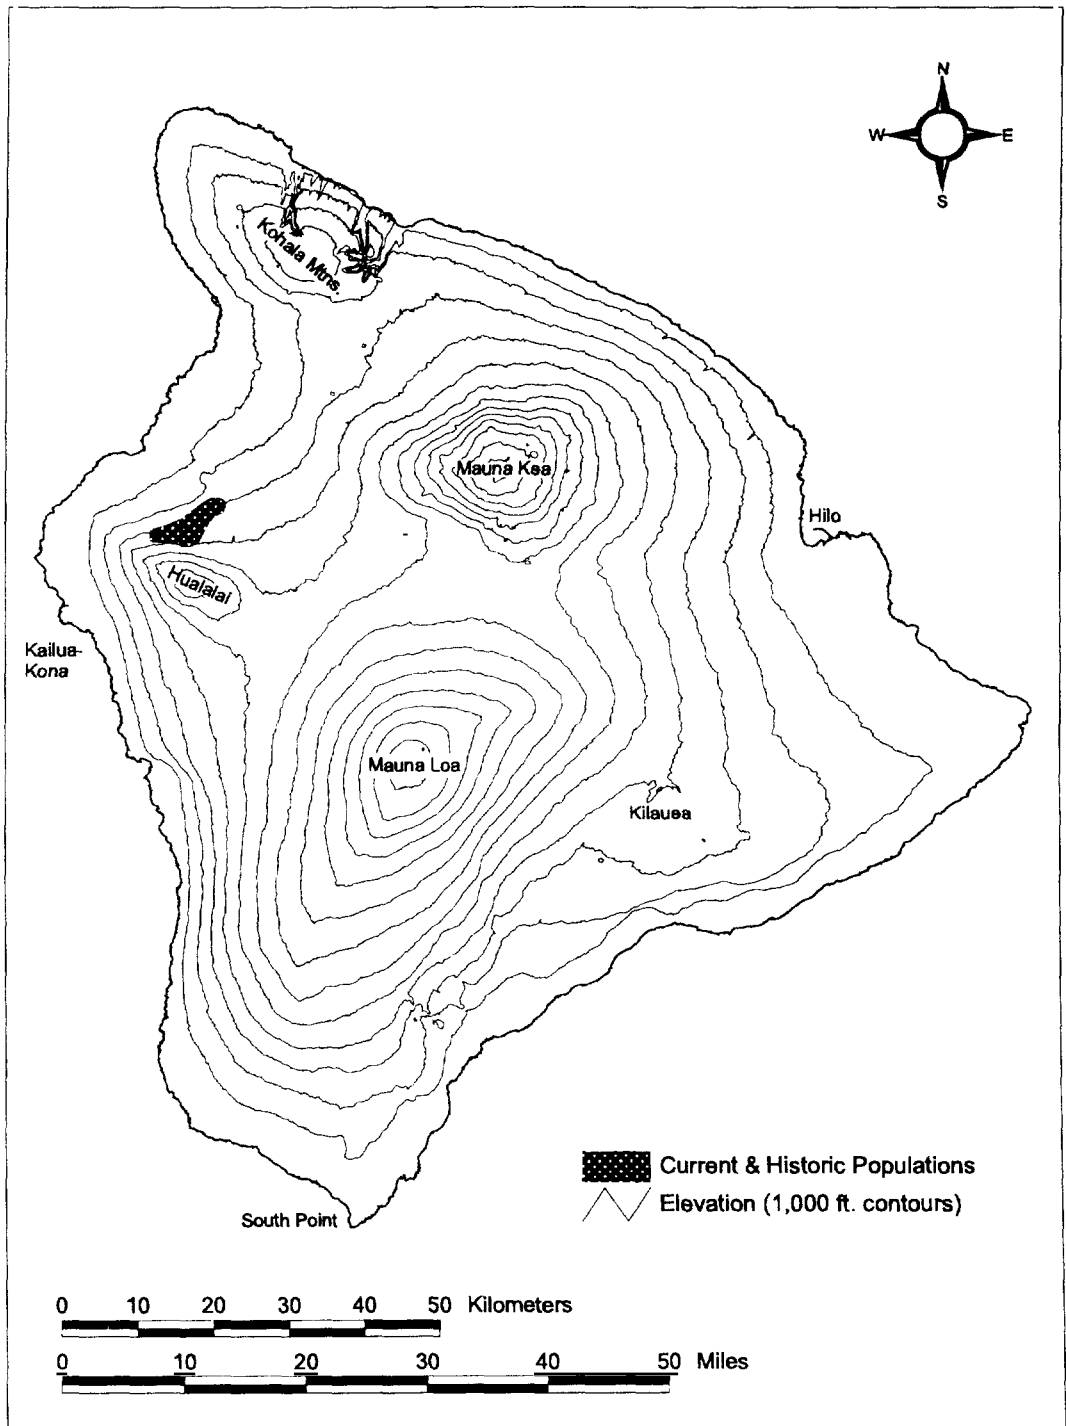 N
W E
S
Kohala Mtns.
Mauna Kea
Hilo
Hualalai
Kailua-
Kona
Mauna Loa
Kilauea
Current & Historic Populations
Elevation (1,000 ft. contours)
South Point
0 10 20 30 40 50 Kilometers
0 10 20 30 40 50 Miles